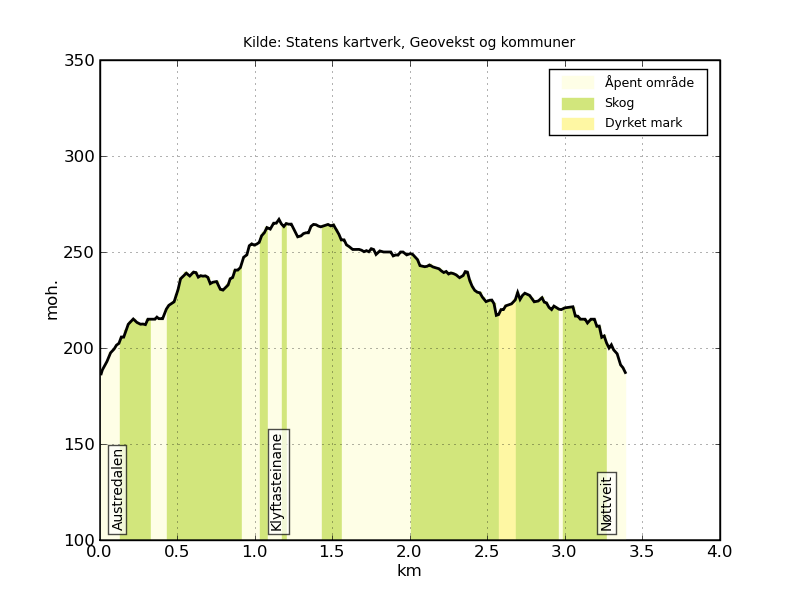 Kilde: Statens kartverk, Geovekst og kommuner
350
300
250
200
150
100
moh.
Åpent område
Skog
Dyrket mark
Austredalen
Klyftasteinane
Nøttveit
0.0 0.5 1.0 1.5 2.0 2.5 3.0 3.5 4.0
km